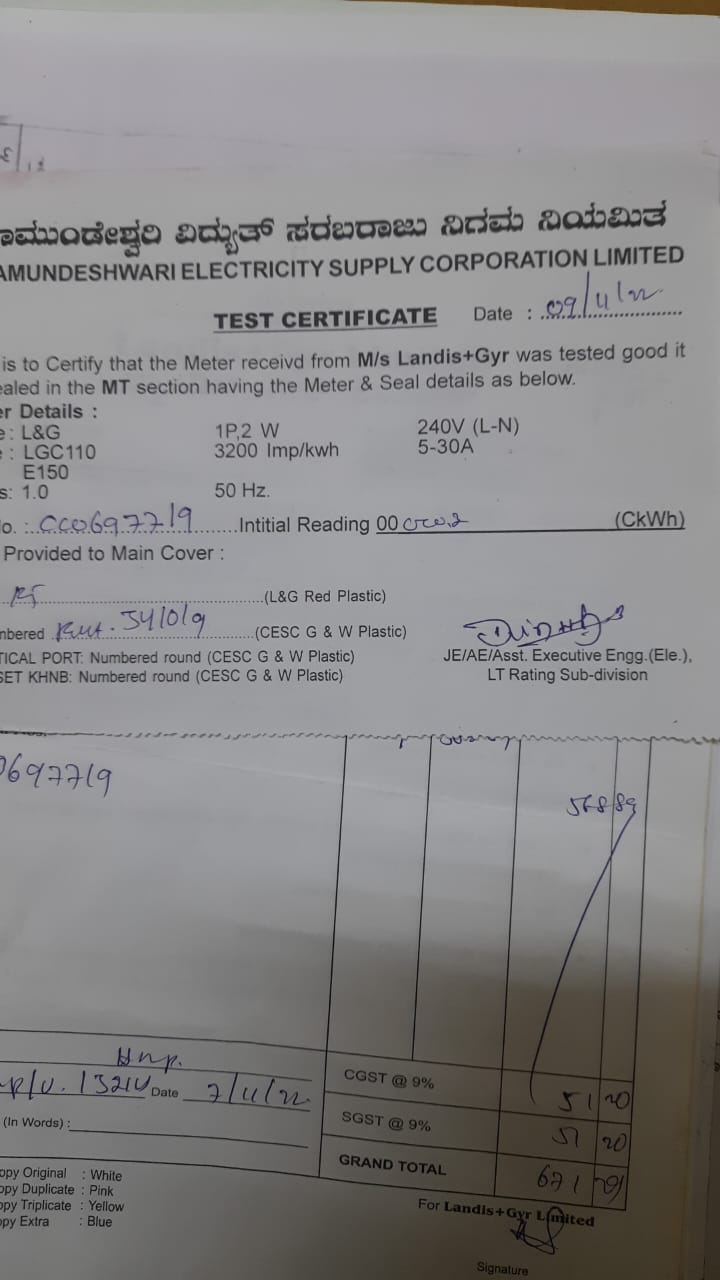 ಾಮುಂಡೇಶ್ವರಿ ವಿದ್ಯುತ್ ಸರಬರಾಜು ನಿಗಮ ನಿಯಮಿತ
AMUNDESHWARI ELECTRICITY SUPPLY CORPORATION LIMITED
TEST CERTIFICATE Date : 09/11/22
is to Certify that the Meter receivd from M/s Landis+Gyr was tested good it
ealed in the MT section having the Meter & Seal details as below.
er Details :
e : L&G 1P,2 W 240V (L-N)
e : LGC110 3200 Imp/kwh 5-30A
E150
s: 1.0 50 Hz.
o. : CC0697719 Intitial Reading 00 (CkWh)
Provided to Main Cover :
(L&G Red Plastic)
mbered (CESC G & W Plastic)
TICAL PORT: Numbered round (CESC G & W Plastic)
SET KHNB: Numbered round (CESC G & W Plastic)
JE/AE/Asst. Executive Engg.(Ele.),
LT Rating Sub-division
0697719
568 89
Date 7/11/22
(In Words) :
CGST @ 9% 51 20
SGST @ 9% 51 20
GRAND TOTAL 671 29
opy Original : White
opy Duplicate : Pink
opy Triplicate : Yellow
opy Extra : Blue
For Landis+Gyr Limited
Signature